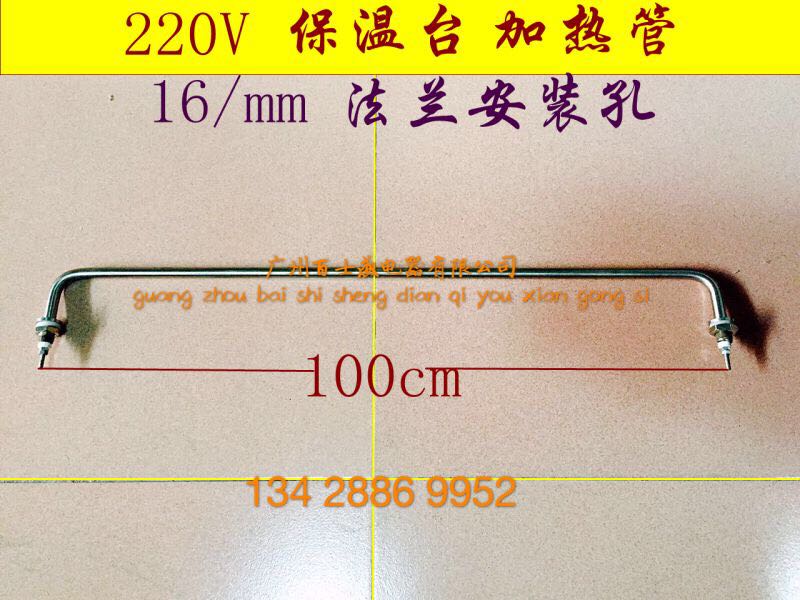 220V 保温台 加热管
16/mm 法兰安装孔
广州百士盛电器有限公司
guang zhou bai shi sheng dian qi you xian gong si
100cm
134 2886 9952